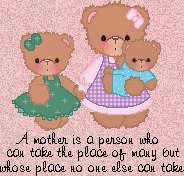 A mother is a person who
can take the place of many but
whose place no one else can take